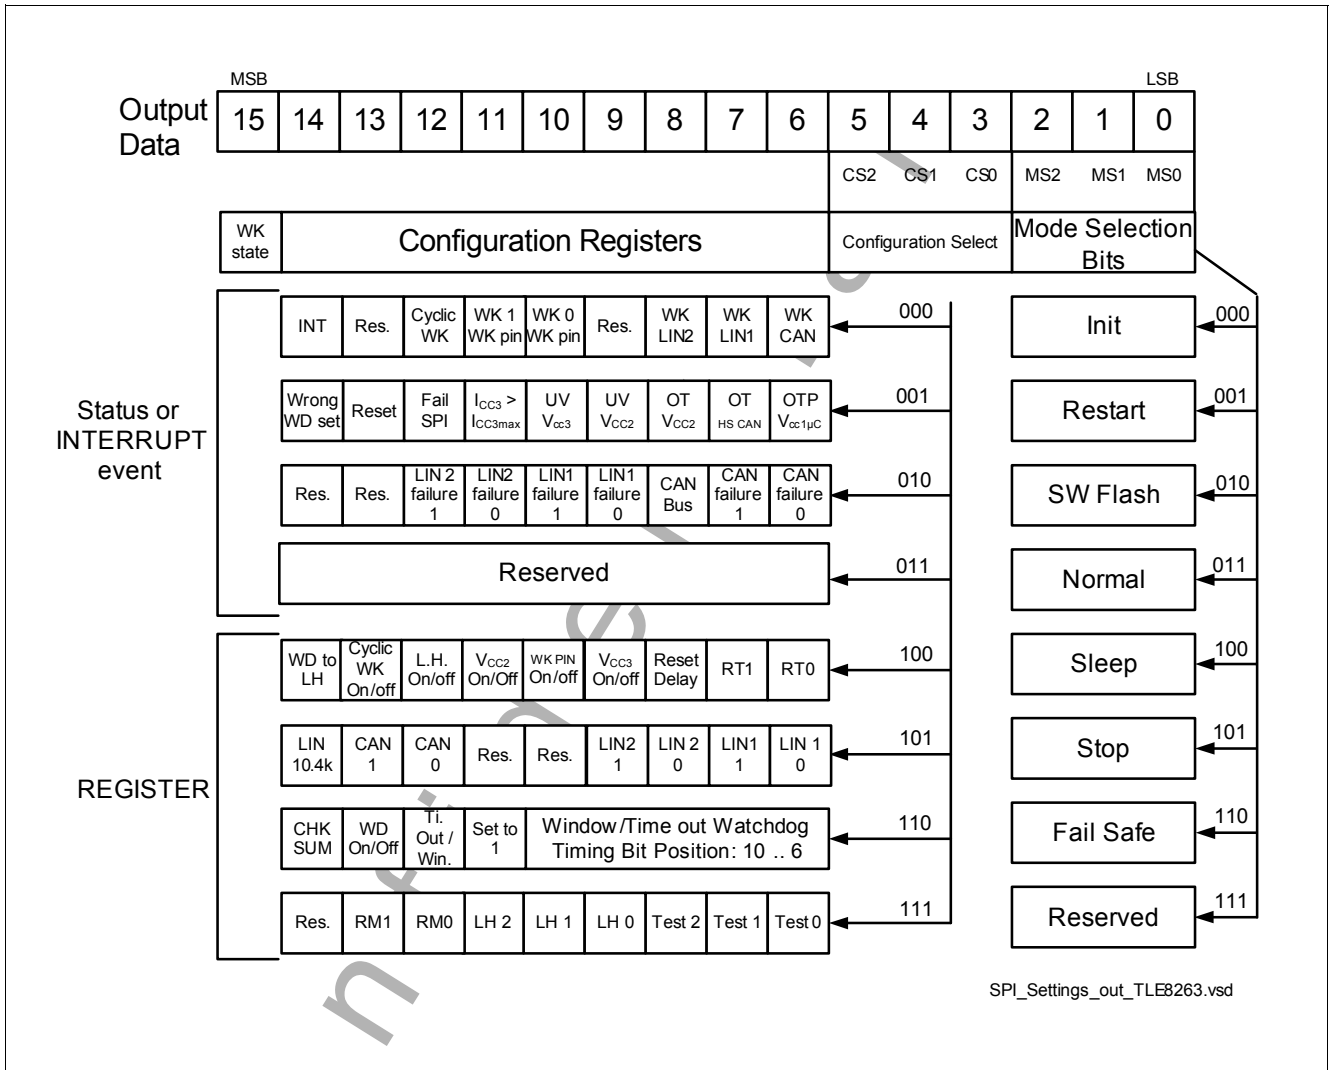 MSB LSB
Output Data 15 14 13 12 11 10 9 8 7 6 5 4 3 2 1 0
CS2 CS1 CS0 MS2 MS1 MS0
WK state Configuration Registers Configuration Select Mode Selection Bits
Status or INTERRUPT event
INT Res. Cyclic WK WK 1 WK pin WK 0 WK pin Res. WK LIN2 WK LIN1 WK CAN 000 Init 000
Wrong WD set Reset Fail SPI ICC3 > ICC3max UV Vcc3 UV VCC2 OT VCC2 OT HS CAN OTP Vcc1µC 001 Restart 001
Res. Res. LIN 2 failure 1 LIN2 failure 0 LIN1 failure 1 LIN1 failure 0 CAN Bus CAN failure 1 CAN failure 0 010 SW Flash 010
Reserved 011 Normal 011
REGISTER
WD to LH Cyclic WK On/off L.H. On/off VCC2 On/Off WK PIN On/off VCC3 On/off Reset Delay RT1 RT0 100 Sleep 100
LIN 10.4k CAN 1 CAN 0 Res. Res. LIN2 1 LIN 2 0 LIN1 1 LIN 1 0 101 Stop 101
CHK SUM WD On/Off Ti. Out / Win. Set to 1 Window/Time out Watchdog Timing Bit Position: 10 .. 6 110 Fail Safe 110
Res. RM1 RM0 LH 2 LH 1 LH 0 Test 2 Test 1 Test 0 111 Reserved 111
SPI_Settings_out_TLE8263.vsd